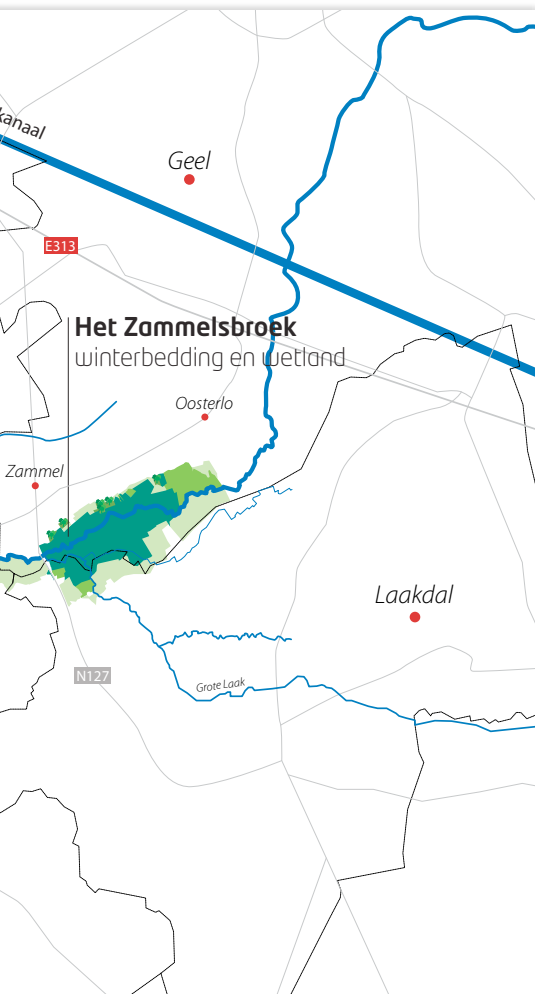 kanaal
Geel
E313
Het Zammelsbroek
winterbedding en wetland
Oosterlo
Zammel
Laakdal
N127
Grote Laak